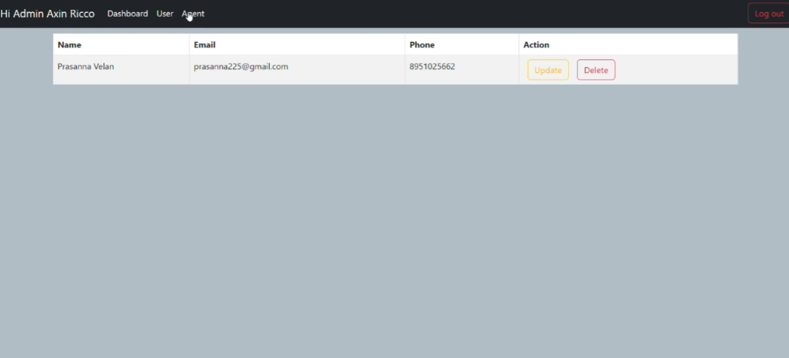 Hi Admin Axin Ricco Dashboard User Agent Log out
Name Email Phone Action
Prasanna Velan prasanna225@gmail.com 8951025662 Update Delete